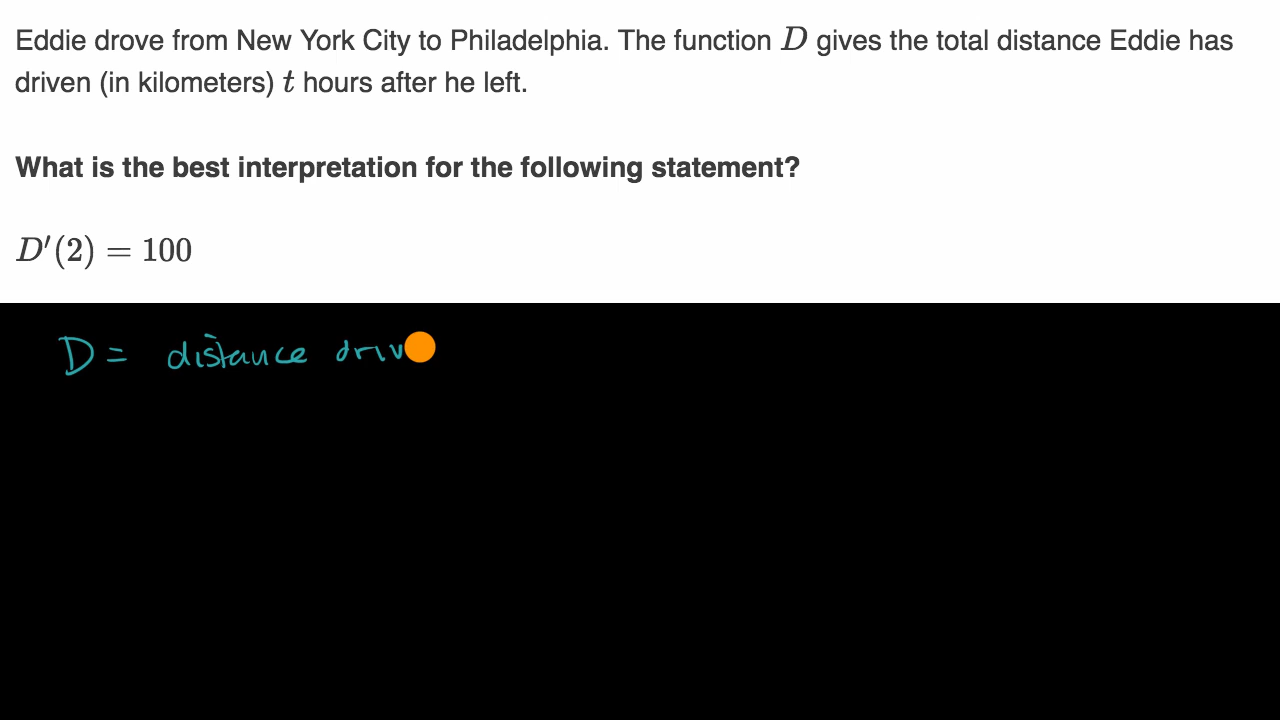 Eddie drove from New York City to Philadelphia. The function D gives the total distance Eddie has
driven (in kilometers) t hours after he left.
What is the best interpretation for the following statement?
D′(2) = 100
D = distance driv